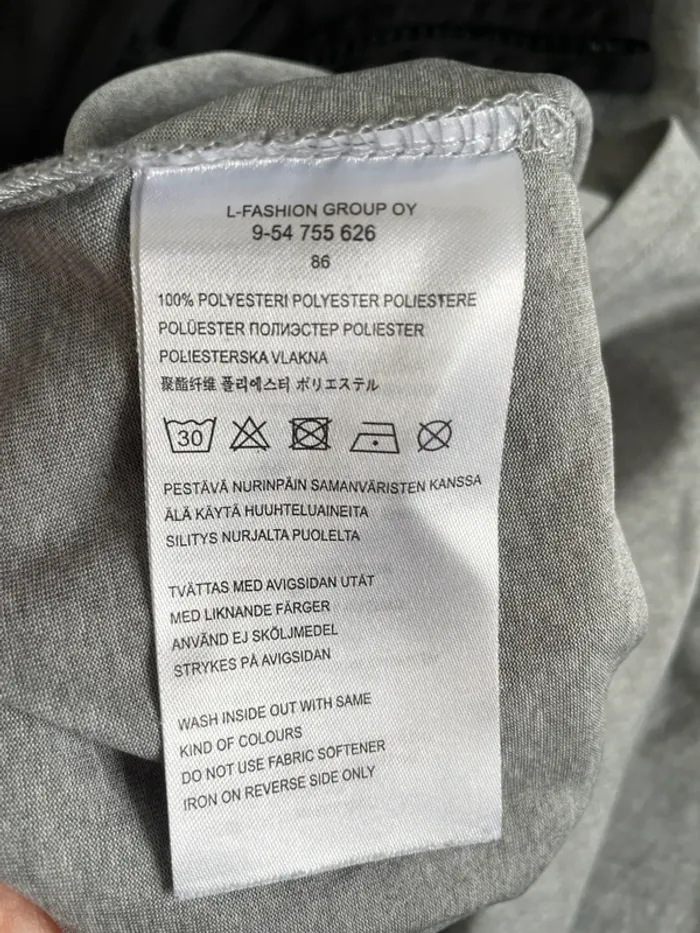 L-FASHION GROUP OY
9-54 755 626
86
100% POLYESTERI POLYESTER POLIESTERE
POLÜESTER ПОЛИЭСТЕР POLIESTER
POLIESTERSKA VLAKNA
聚酯纤维 폴리에스터 ポリエステル
30
PESTÄVÄ NURINPÄIN SAMANVÄRISTEN KANSSA
ÄLÄ KÄYTÄ HUUHTELUAINEITA
SILITYS NURJALTA PUOLELTA
TVÄTTAS MED AVIGSIDAN UTÅT
MED LIKNANDE FÄRGER
ANVÄND EJ SKÖLJMEDEL
STRYKES PÅ AVIGSIDAN
WASH INSIDE OUT WITH SAME
KIND OF COLOURS
DO NOT USE FABRIC SOFTENER
IRON ON REVERSE SIDE ONLY